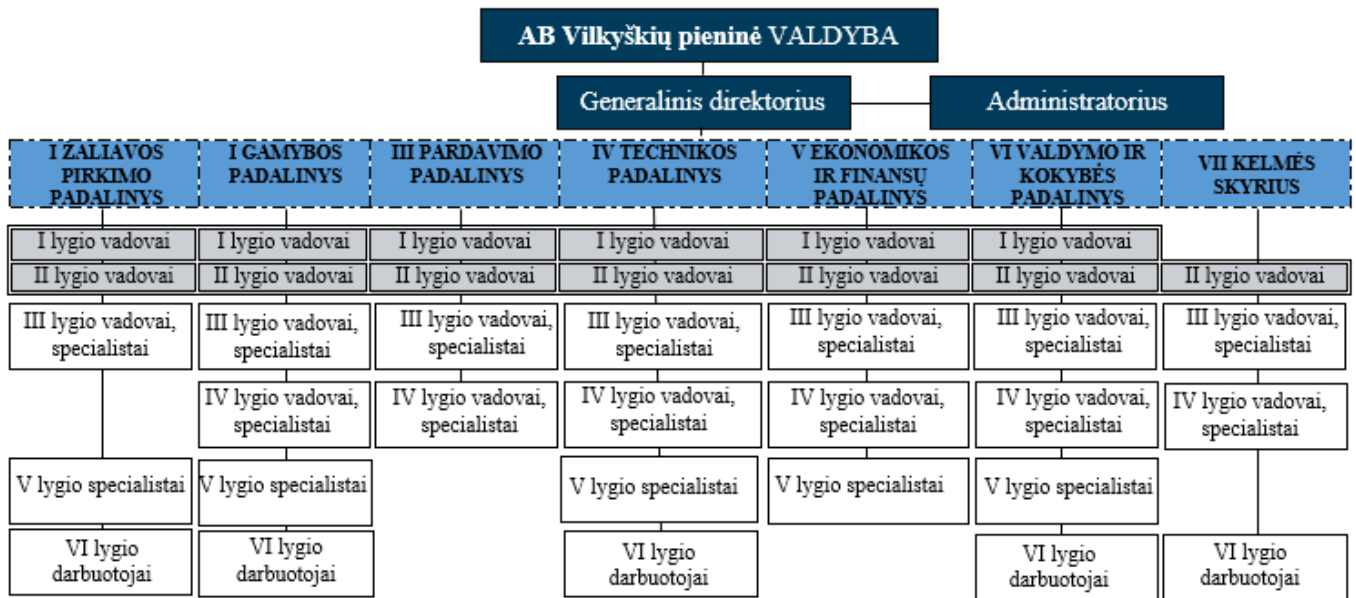 AB Vilkyškių pieninė VALDYBA
Generalinis direktorius
Administratorius
I ŽALIAVOS
PIRKIMO
PADALINYS
I GAMYBOS
PADALINYS
III PARDAVIMO
PADALINYS
IV TECHNIKOS
PADALINYS
V EKONOMIKOS
IR FINANSŲ
PADALINYS
VI VALDYMO IR
KOKYBĖS
PADALINYS
VII KELMĖS
SKYRIUS
I lygio vadovai
I lygio vadovai
I lygio vadovai
I lygio vadovai
I lygio vadovai
I lygio vadovai
II lygio vadovai
II lygio vadovai
II lygio vadovai
II lygio vadovai
II lygio vadovai
II lygio vadovai
II lygio vadovai
III lygio vadovai,
specialistai
III lygio vadovai,
specialistai
III lygio vadovai,
specialistai
III lygio vadovai,
specialistai
III lygio vadovai,
specialistai
III lygio vadovai,
specialistai
III lygio vadovai,
specialistai
IV lygio vadovai,
specialistai
IV lygio vadovai,
specialistai
IV lygio vadovai,
specialistai
IV lygio vadovai,
specialistai
IV lygio vadovai,
specialistai
IV lygio vadovai,
specialistai
V lygio specialistai
V lygio specialistai
V lygio specialistai
V lygio specialistai
V lygio specialistai
VI lygio
darbuotojai
VI lygio
darbuotojai
VI lygio
darbuotojai
VI lygio
darbuotojai
VI lygio
darbuotojai